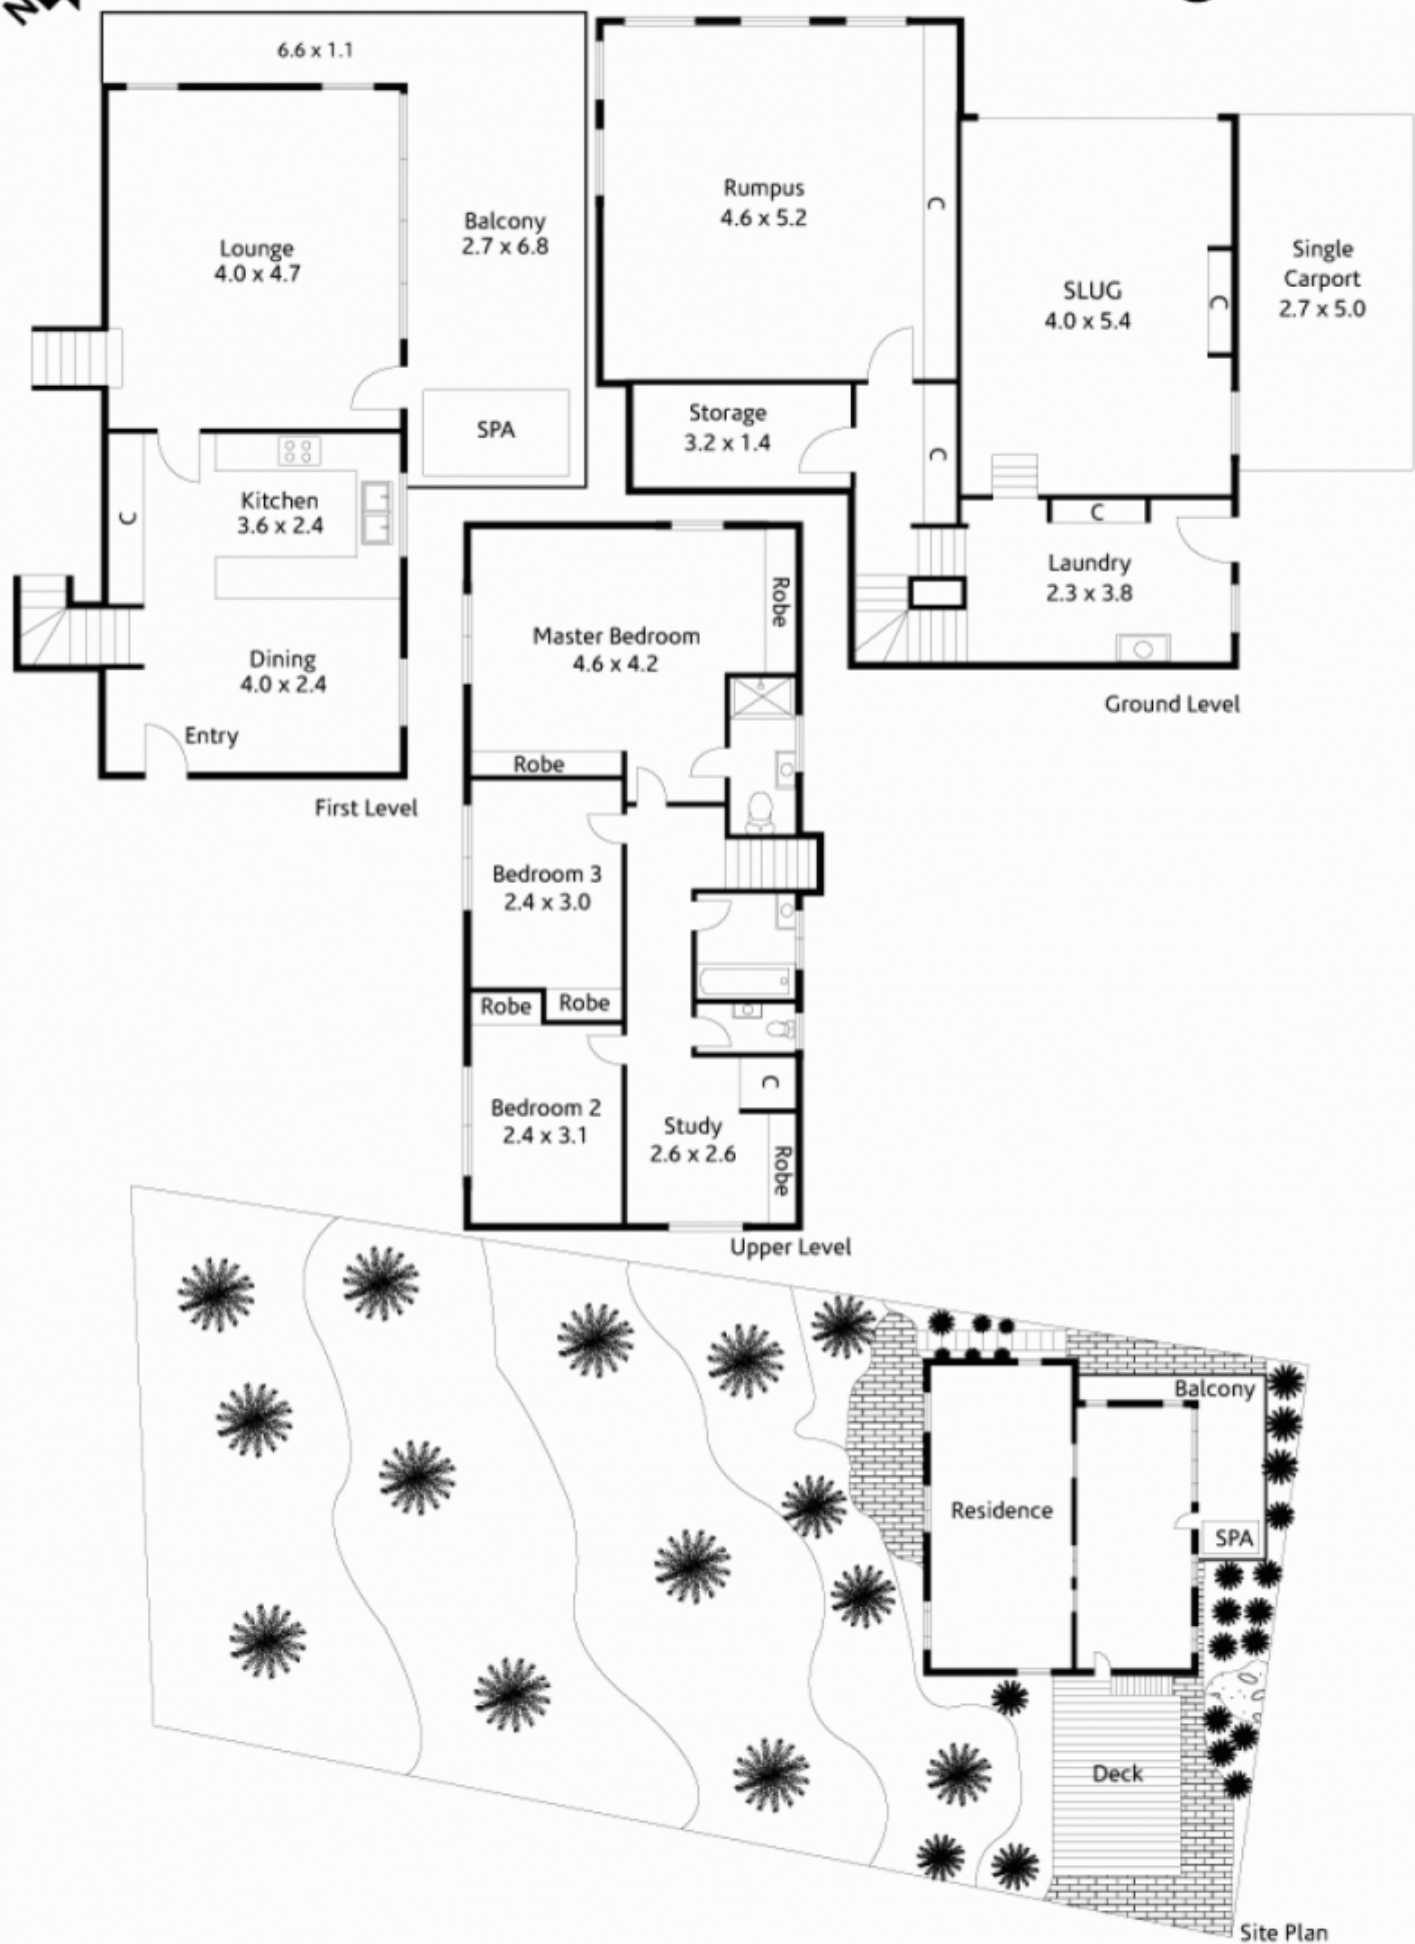 N
6.6 x 1.1
Lounge
4.0 x 4.7
Balcony
2.7 x 6.8
SPA
Kitchen
3.6 x 2.4
C
Dining
4.0 x 2.4
Entry
First Level
Rumpus
4.6 x 5.2
C
Storage
3.2 x 1.4
C
SLUG
4.0 x 5.4
C
Single
Carport
2.7 x 5.0
C
Laundry
2.3 x 3.8
Ground Level
Master Bedroom
4.6 x 4.2
Robe
Robe
Bedroom 3
2.4 x 3.0
Robe
Robe
Bedroom 2
2.4 x 3.1
C
Study
2.6 x 2.6
Robe
Upper Level
Balcony
Residence
SPA
Deck
Site Plan